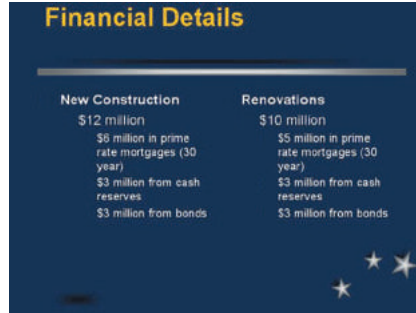 Financial Details
New Construction
$12 million
$6 million in prime
rate mortgages (30
year)
$3 million from cash
reserves
$3 million from bonds
Renovations
$10 million
$5 million in prime
rate mortgages (30
year)
$3 million from cash
reserves
$3 million from bonds